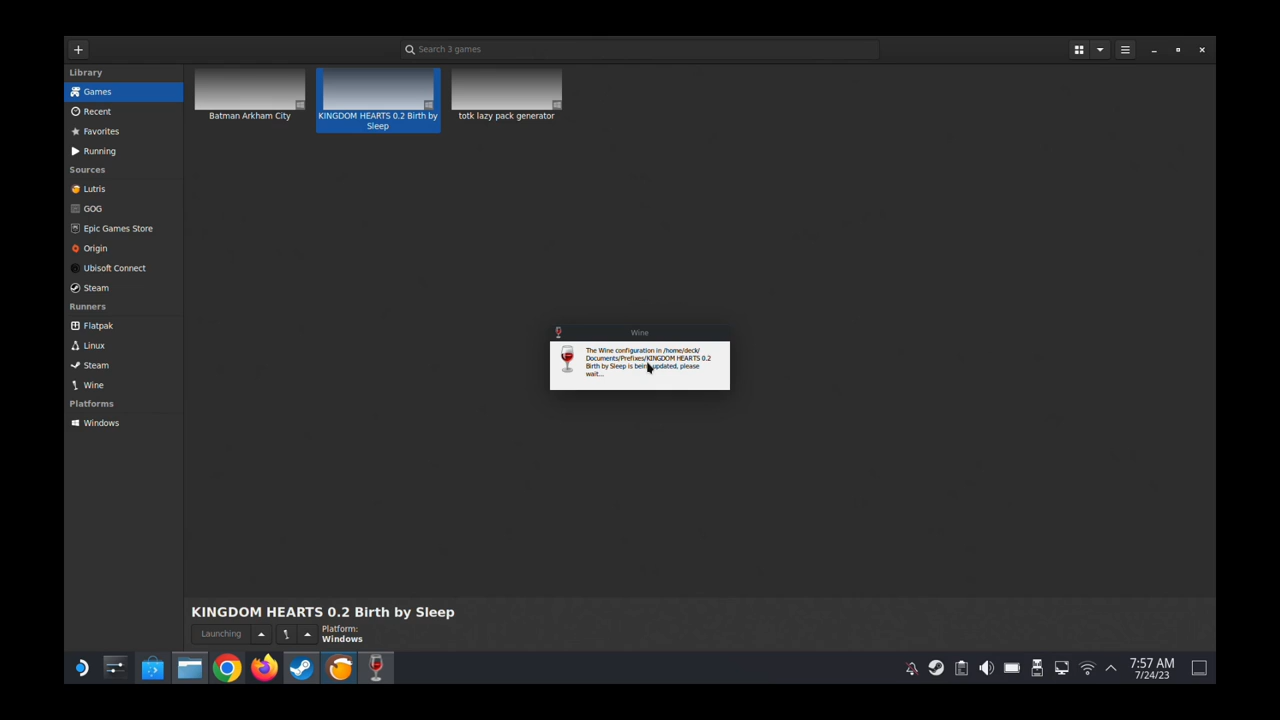 Search 3 games
Library
Games
Recent
Favorites
Running
Sources
Lutris
GOG
Epic Games Store
Origin
Ubisoft Connect
Steam
Runners
Flatpak
Linux
Steam
Wine
Platforms
Windows
Batman Arkham City
KINGDOM HEARTS 0.2 Birth by
Sleep
totk lazy pack generator
Wine
The Wine configuration in /home/deck/
Documents/Prefixes/KINGDOM HEARTS 0.2
Birth by Sleep is being updated, please
wait...
KINGDOM HEARTS 0.2 Birth by Sleep
Launching
Platform:
Windows
7:57 AM
7/24/23